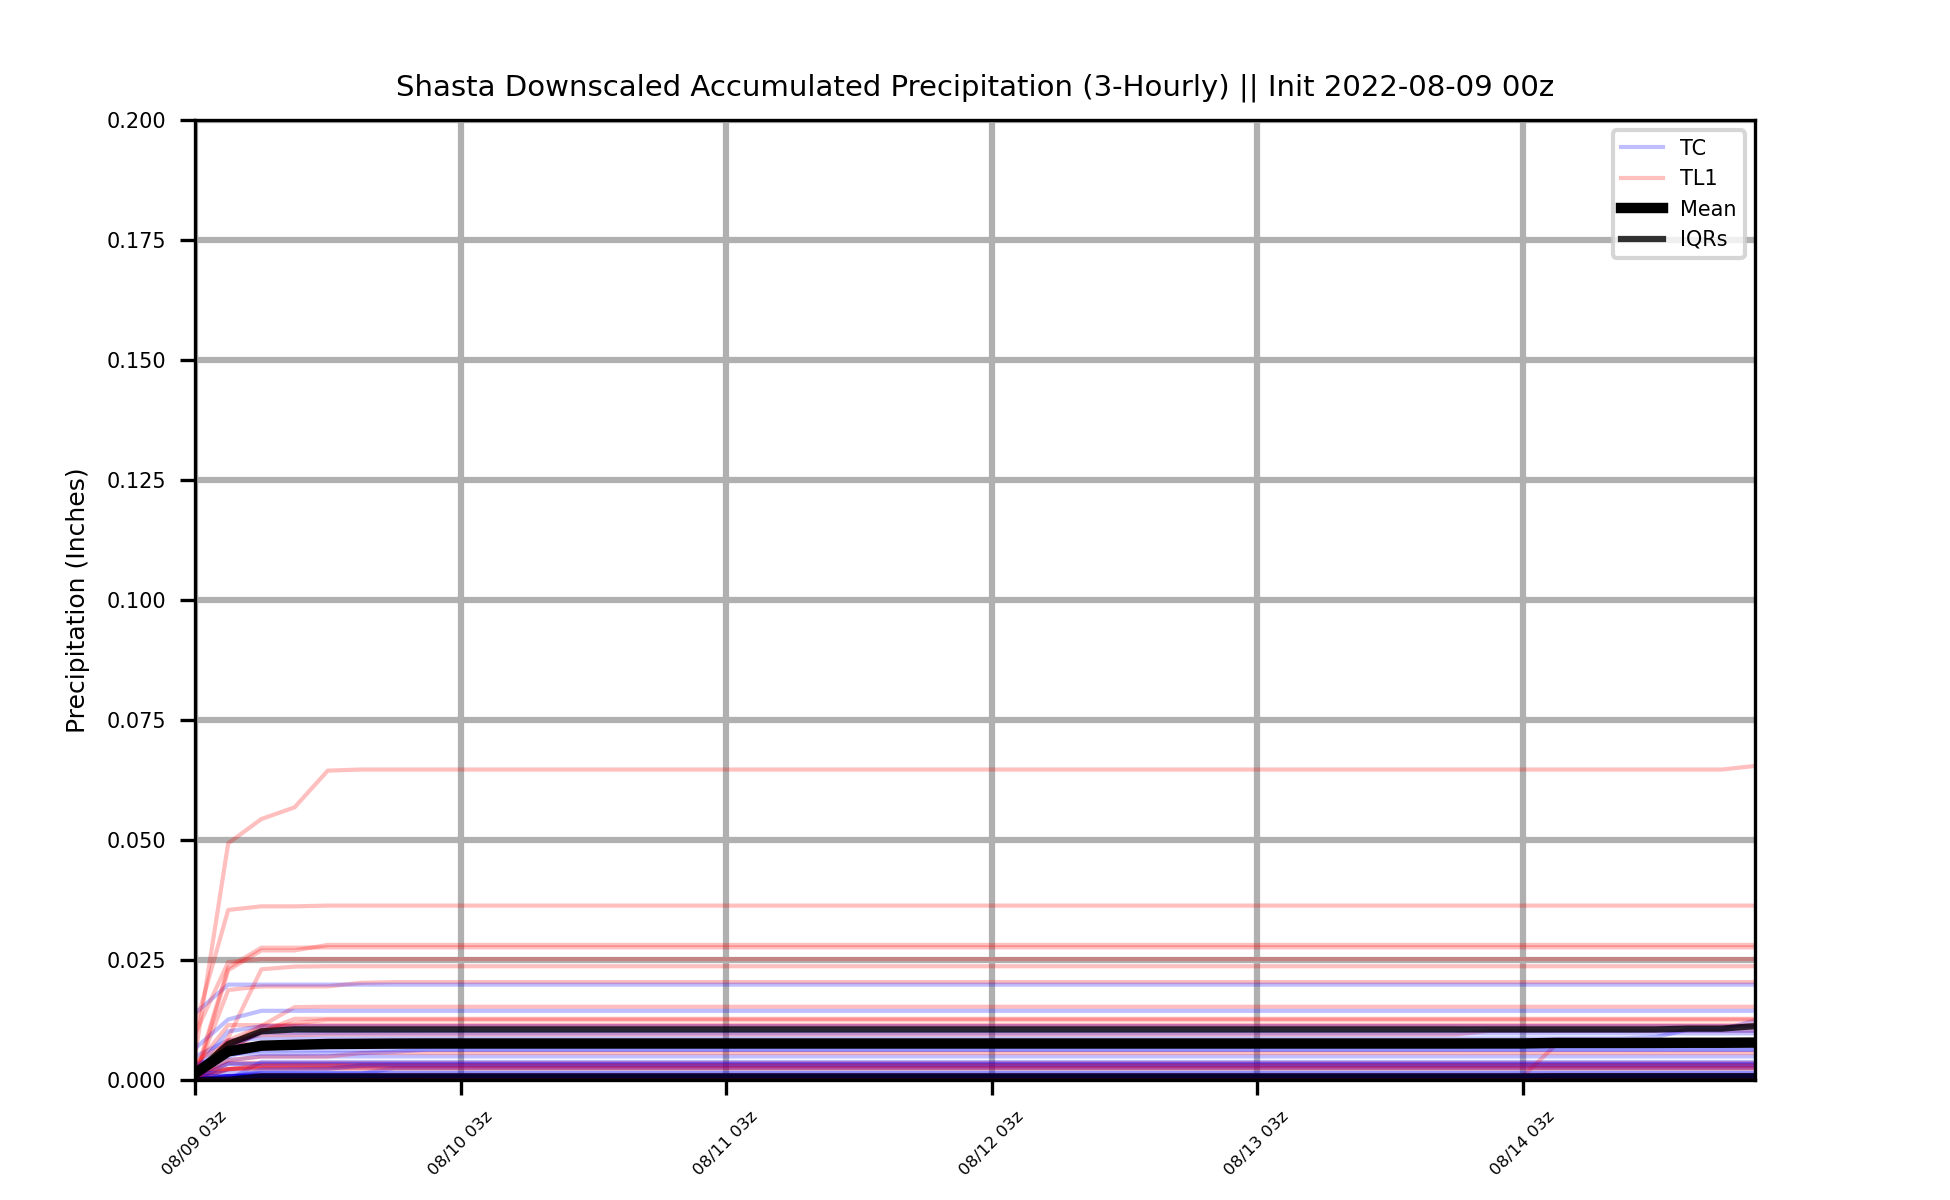 Shasta Downscaled Accumulated Precipitation (3-Hourly) || Init 2022-08-09 00z
TC
TL1
Mean
IQRs
Precipitation (Inches)
0.200
0.175
0.150
0.125
0.100
0.075
0.050
0.025
0.000
08/09 03z
08/10 03z
08/11 03z
08/12 03z
08/13 03z
08/14 03z